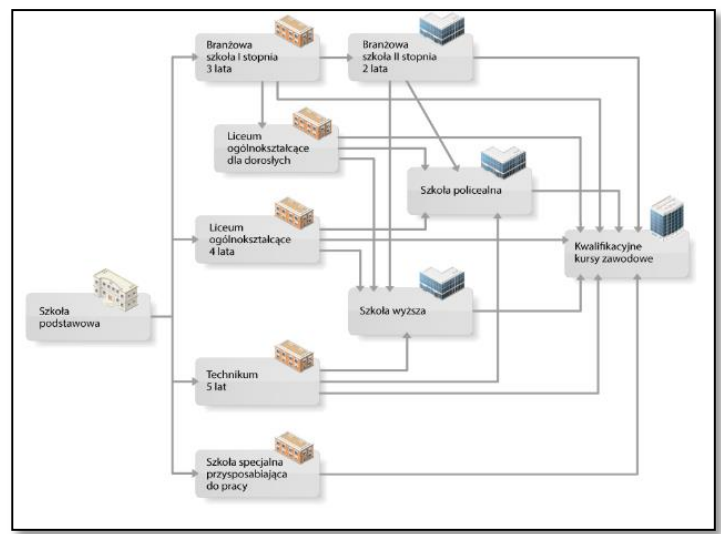 Branżowa
szkoła I stopnia
3 lata
Branżowa
szkoła II stopnia
2 lata
Liceum
ogólnokształcące
dla dorosłych
Szkoła policealna
Liceum
ogólnokształcące
4 lata
Kwalifikacyjne
kursy zawodowe
Szkoła
podstawowa
Szkoła wyższa
Technikum
5 lat
Szkoła specjalna
przysposabiająca
do pracy